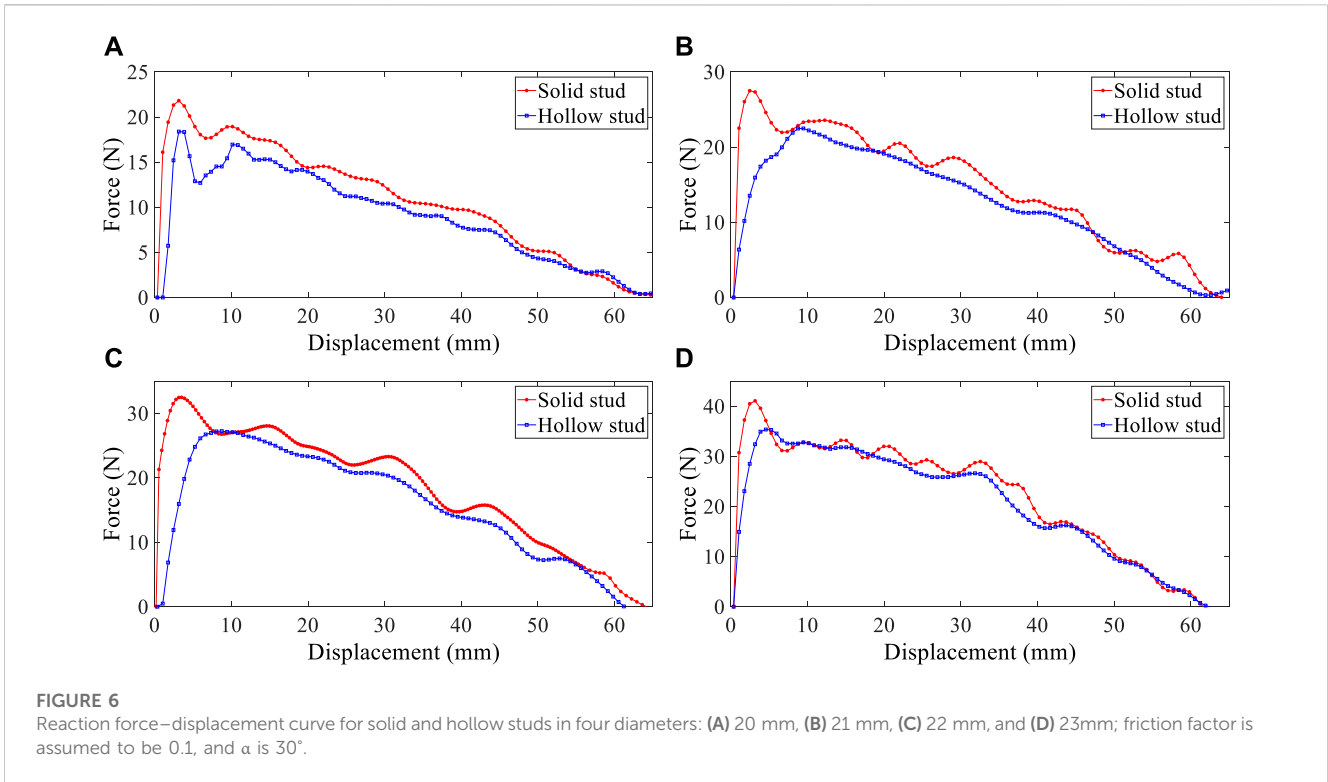 A
B
25
20
15
10
5
0
Force (N)
Solid stud
Hollow stud
0 10 20 30 40 50 60
Displacement (mm)
30
20
10
0
Force (N)
Solid stud
Hollow stud
0 10 20 30 40 50 60
Displacement (mm)
C
D
30
20
10
0
Force (N)
Solid stud
Hollow stud
0 10 20 30 40 50 60
Displacement (mm)
40
30
20
10
0
Force (N)
Solid stud
Hollow stud
0 10 20 30 40 50 60
Displacement (mm)
FIGURE 6
Reaction force–displacement curve for solid and hollow studs in four diameters: (A) 20 mm, (B) 21 mm, (C) 22 mm, and (D) 23mm; friction factor is
assumed to be 0.1, and α is 30°.